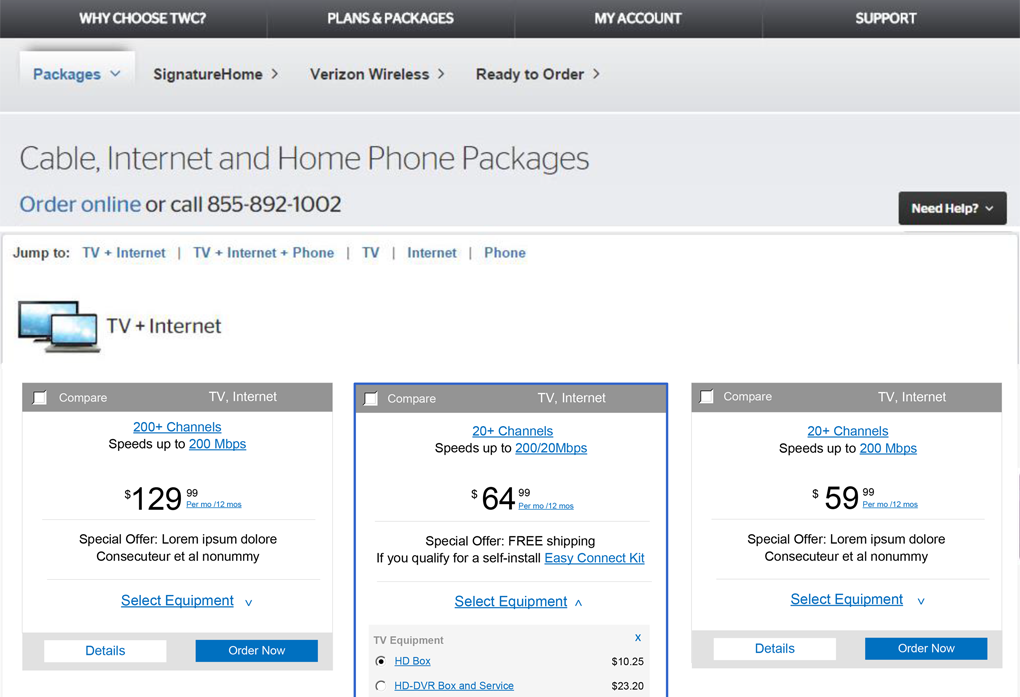 WHY CHOOSE TWC? PLANS & PACKAGES MY ACCOUNT SUPPORT
Packages SignatureHome > Verizon Wireless > Ready to Order >
Cable, Internet and Home Phone Packages
Order online or call 855-892-1002
Need Help?
Jump to: TV + Internet | TV + Internet + Phone | TV | Internet | Phone
TV + Internet
Compare TV, Internet
200+ Channels
Speeds up to 200 Mbps
$129 99
Per mo /12 mos
Special Offer: Lorem ipsum dolore
Consecuteur et al nonummy
Select Equipment v
Details Order Now
Compare TV, Internet
20+ Channels
Speeds up to 200/20Mbps
$ 64 99
Per mo /12 mos
Special Offer: FREE shipping
If you qualify for a self-install Easy Connect Kit
Select Equipment ^
TV Equipment X
HD Box $10.25
HD-DVR Box and Service $23.20
Compare TV, Internet
20+ Channels
Speeds up to 200 Mbps
$ 59 99
Per mo /12 mos
Special Offer: Lorem ipsum dolore
Consecuteur et al nonummy
Select Equipment v
Details Order Now